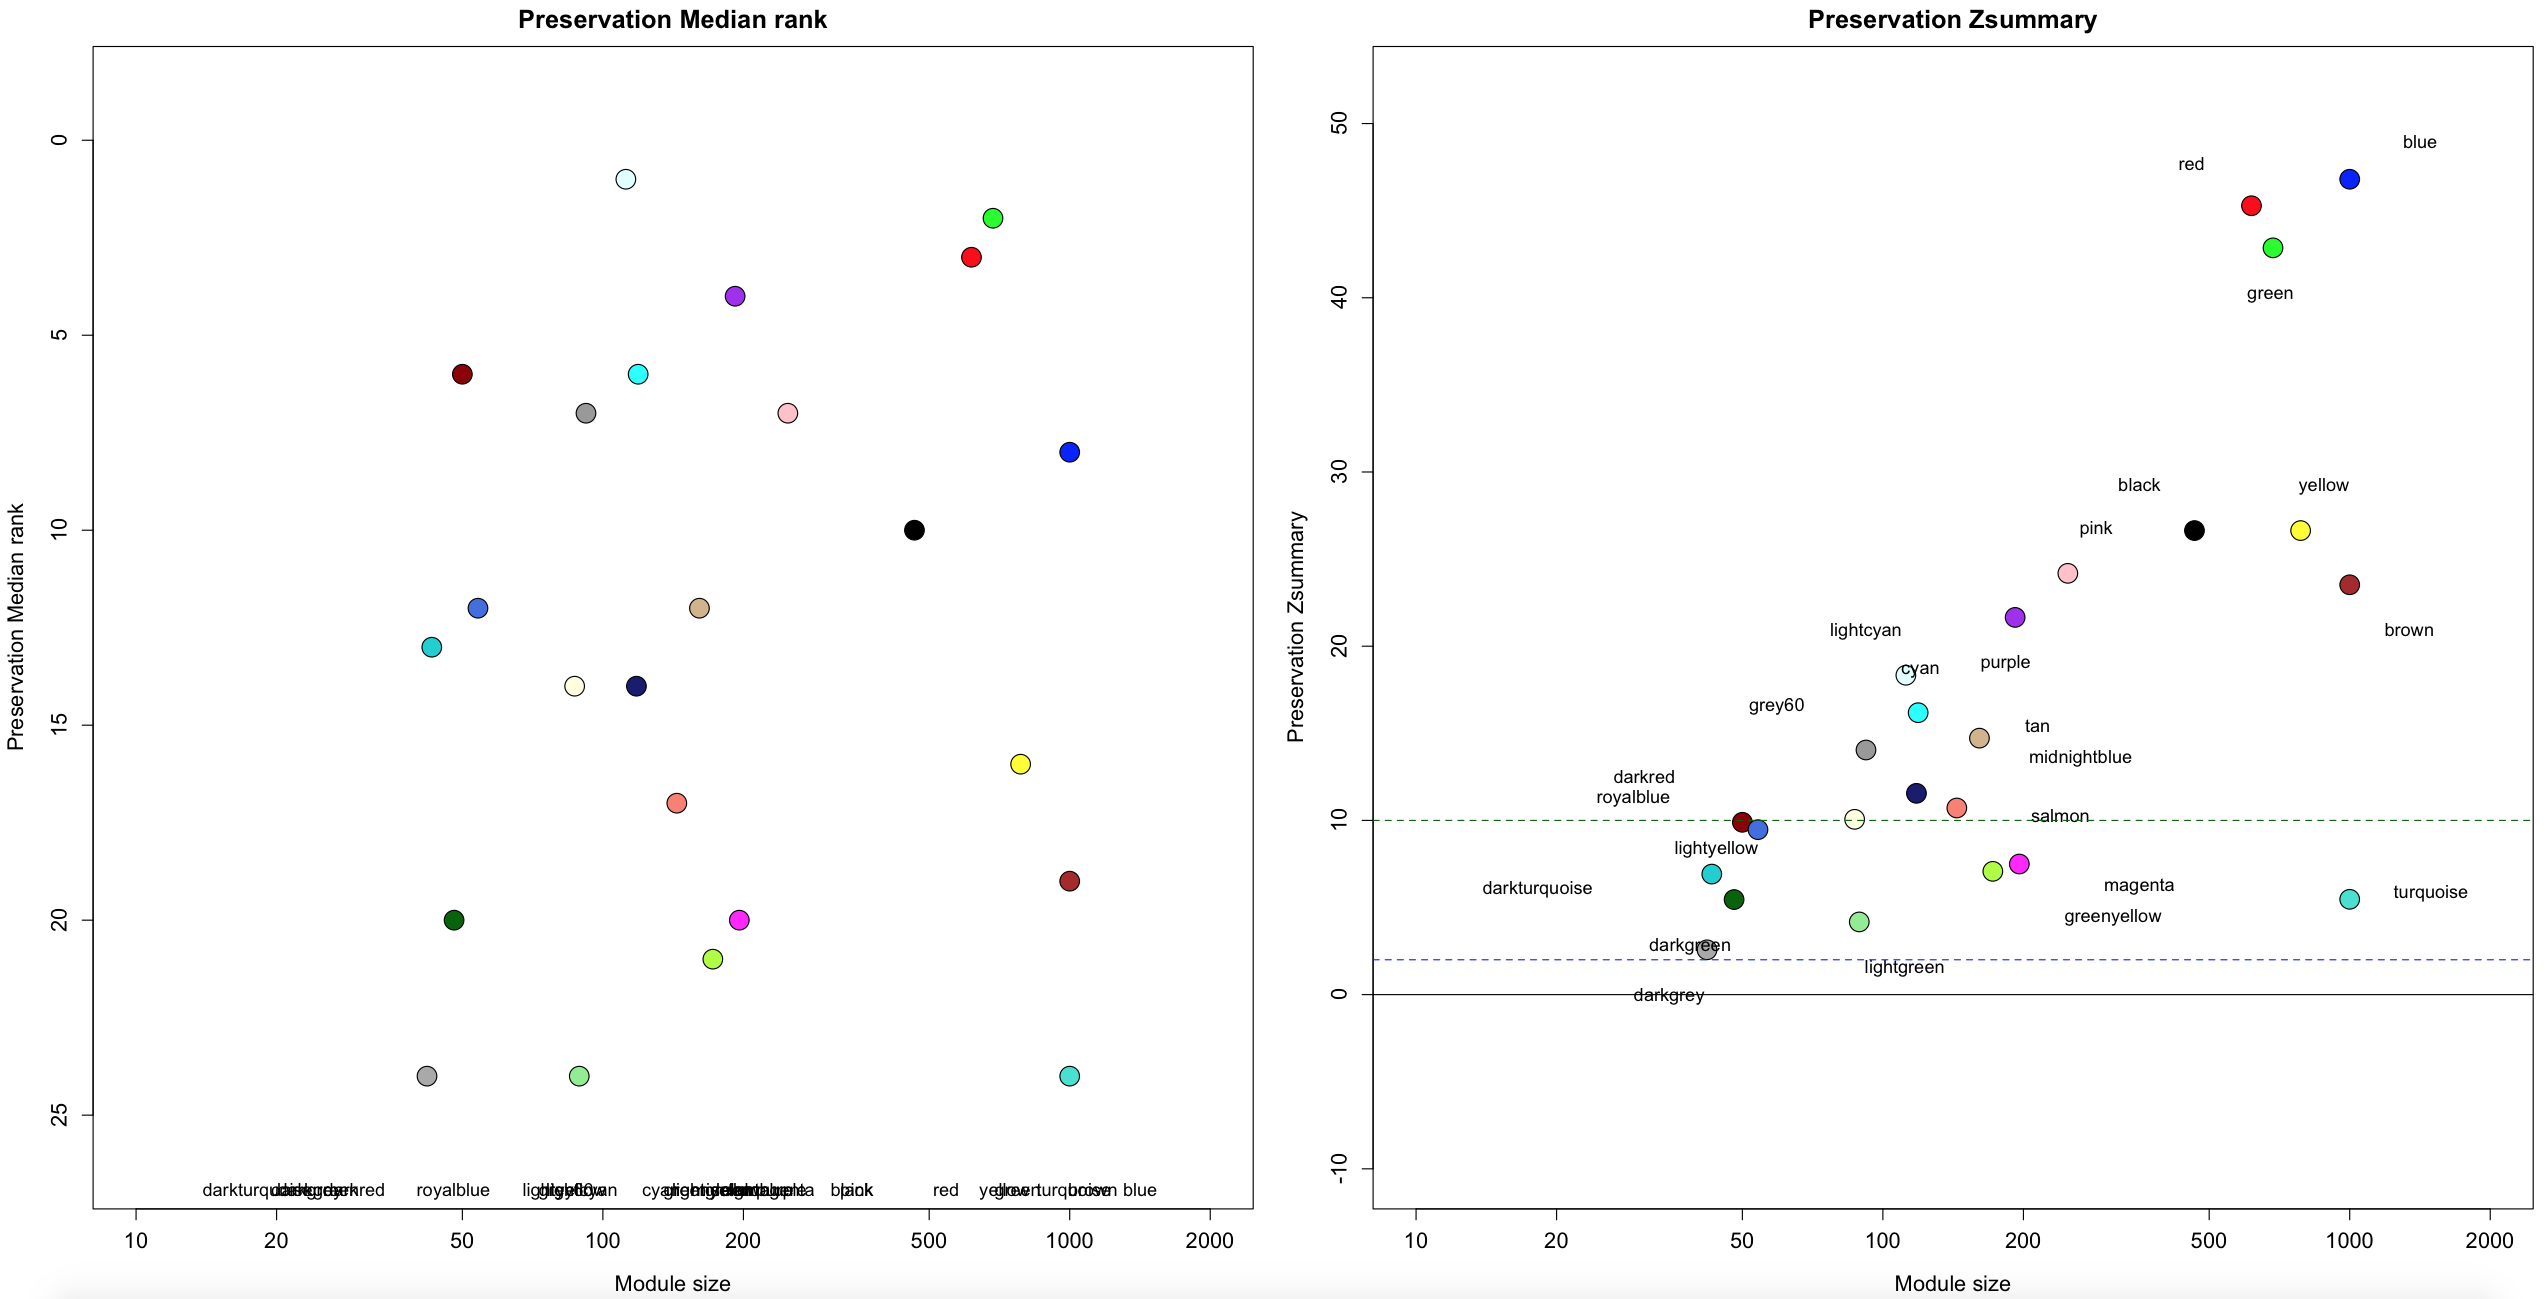 Preservation Median rank
Preservation Median rank
0
5
10
15
20
25
royalblue
red
blue
10 20 50 100 200 500 1000 2000
Module size
Preservation Zsummary
Preservation Zsummary
50
40
30
20
10
0
-10
blue
red
green
black
yellow
pink
lightcyan
brown
cyan
purple
grey60
tan
midnightblue
darkred
royalblue
salmon
lightyellow
darkturquoise
magenta
turquoise
greenyellow
darkgreen
lightgreen
darkgrey
10 20 50 100 200 500 1000 2000
Module size